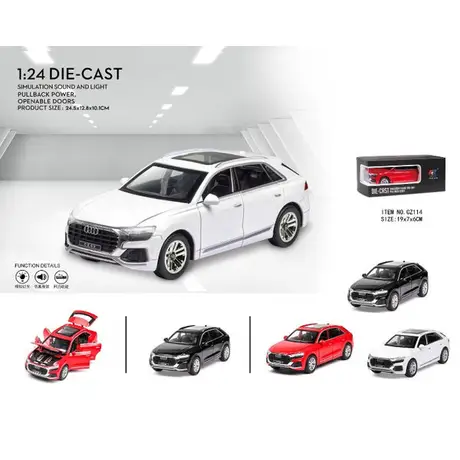 1:24 DIE-CAST
SIMULATION SOUND AND LIGHT
PULLBACK POWER,
OPENABLE DOORS
PRODUCT SIZE: 24.5x12.8x10.1CM
DIE-CAST
ITEM NO.GZ114
SIZE:19x7x6CM
FUNCTION DETAILS